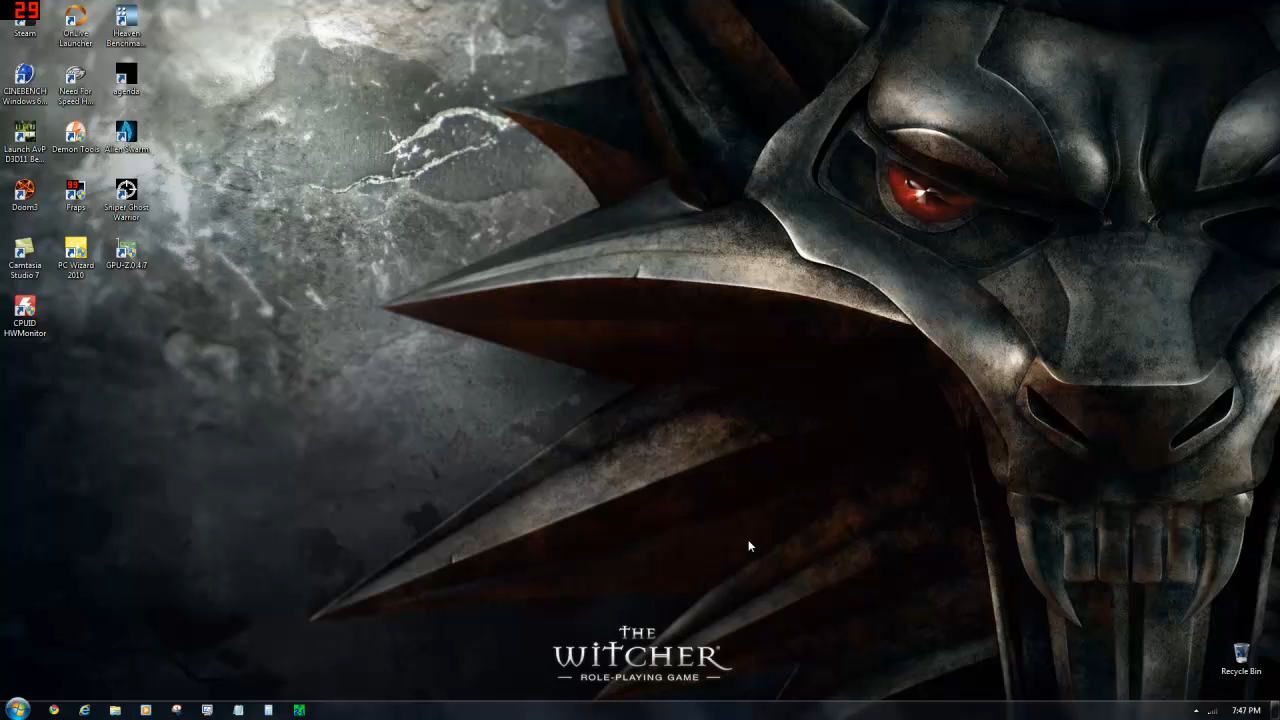 29
Steam
OnLive
Launcher
Heaven
Benchma...
CINEBENCH
Windows 6...
Need For
Speed H...
agenda
Launch AvP
D3D11 Be...
Demon Tools
Alien Swarm
Doom3
99
Fraps
Sniper Ghost
Warrior
Camtasia
Studio 7
PC Wizard
2010
GPU-Z.0.4.7
CPUID
HWMonitor
THE
WITCHER
ROLE-PLAYING GAME
Recycle Bin
7:47 PM